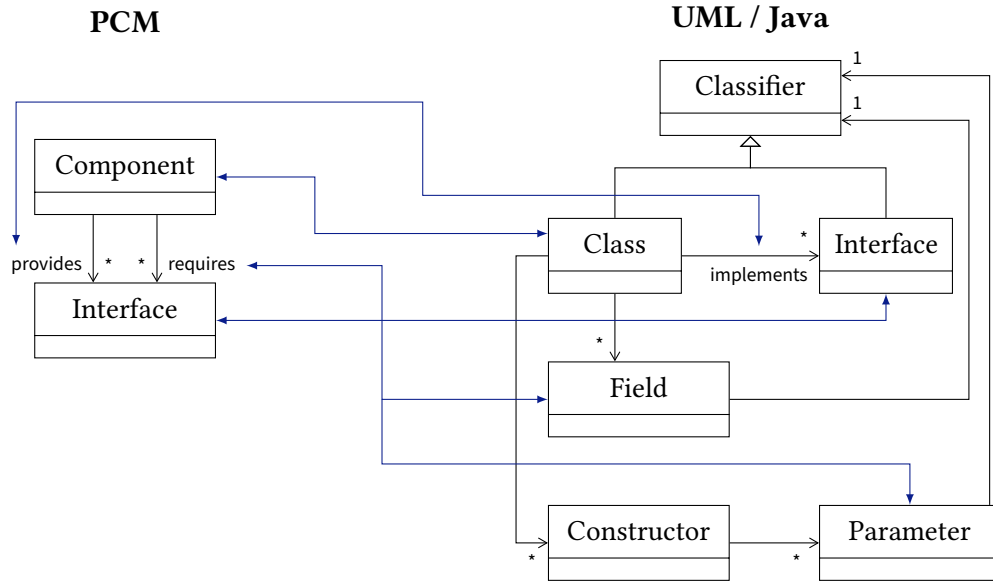 PCM
UML / Java
Classifier
1
1
Component
provides
*
*
requires
Interface
Class
implements
*
Interface
*
Field
Constructor
*
Parameter
*